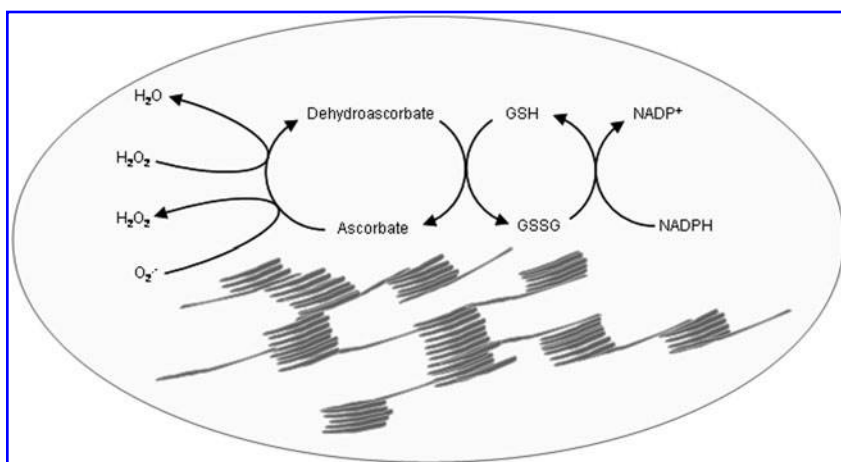 H₂O
Dehydroascorbate GSH NADP⁺
H₂O₂
H₂O₂
Ascorbate GSSG NADPH
O₂·⁻